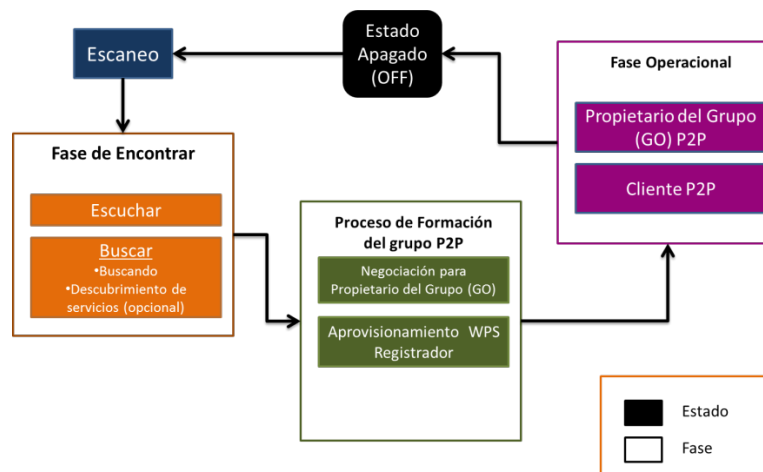 Estado
Apagado
(OFF)
Escaneo
Fase Operacional
Propietario del Grupo
(GO) P2P
Cliente P2P
Fase de Encontrar
Escuchar
Buscar
•Buscando
•Descubrimiento de
servicios (opcional)
Proceso de Formación
del grupo P2P
Negociación para
Propietario del Grupo (GO)
Aprovisionamiento WPS
Registrador
Estado
Fase